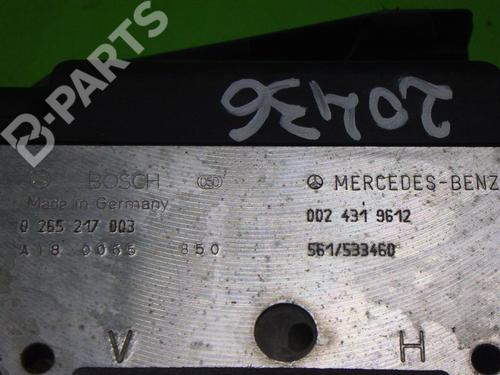 B-PARTS
20436
BOSCH
Made in Germany
0 265 217 003
A18 0065 850
MERCEDES-BENZ
002 431 9612
561/533460
V H